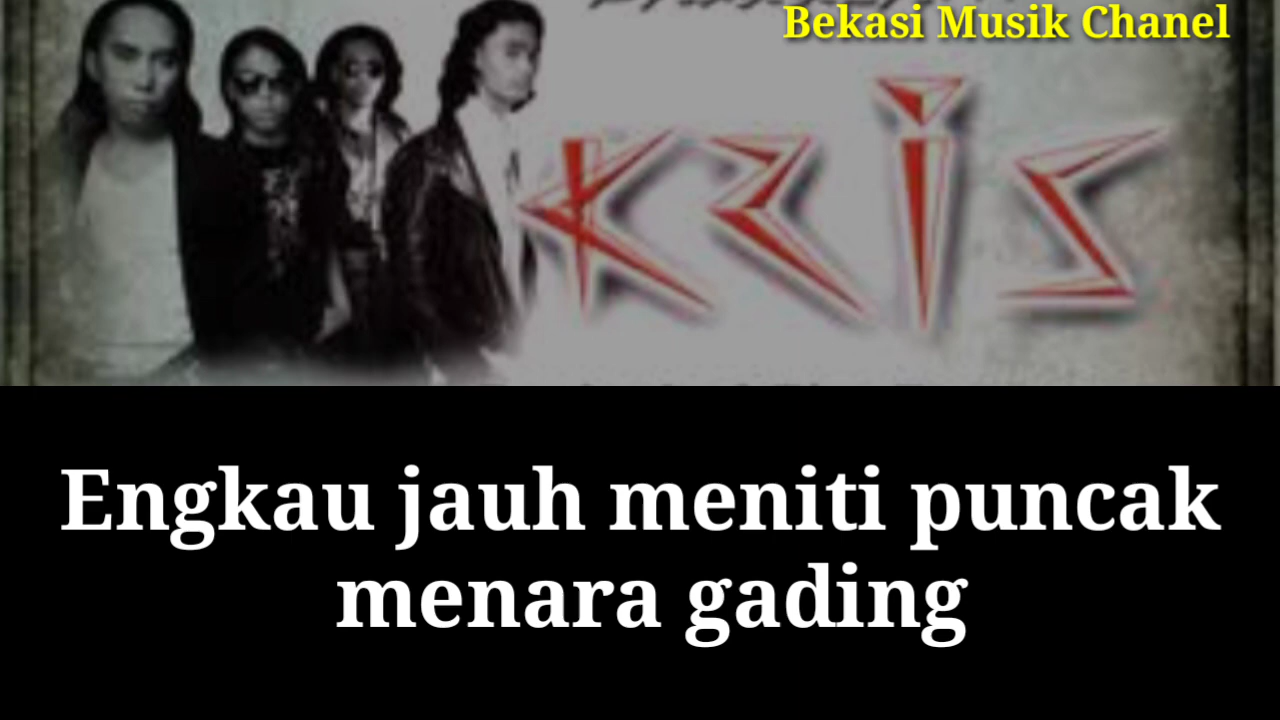 Bekasi Musik Chanel
KRIS
Engkau jauh meniti puncak
menara gading